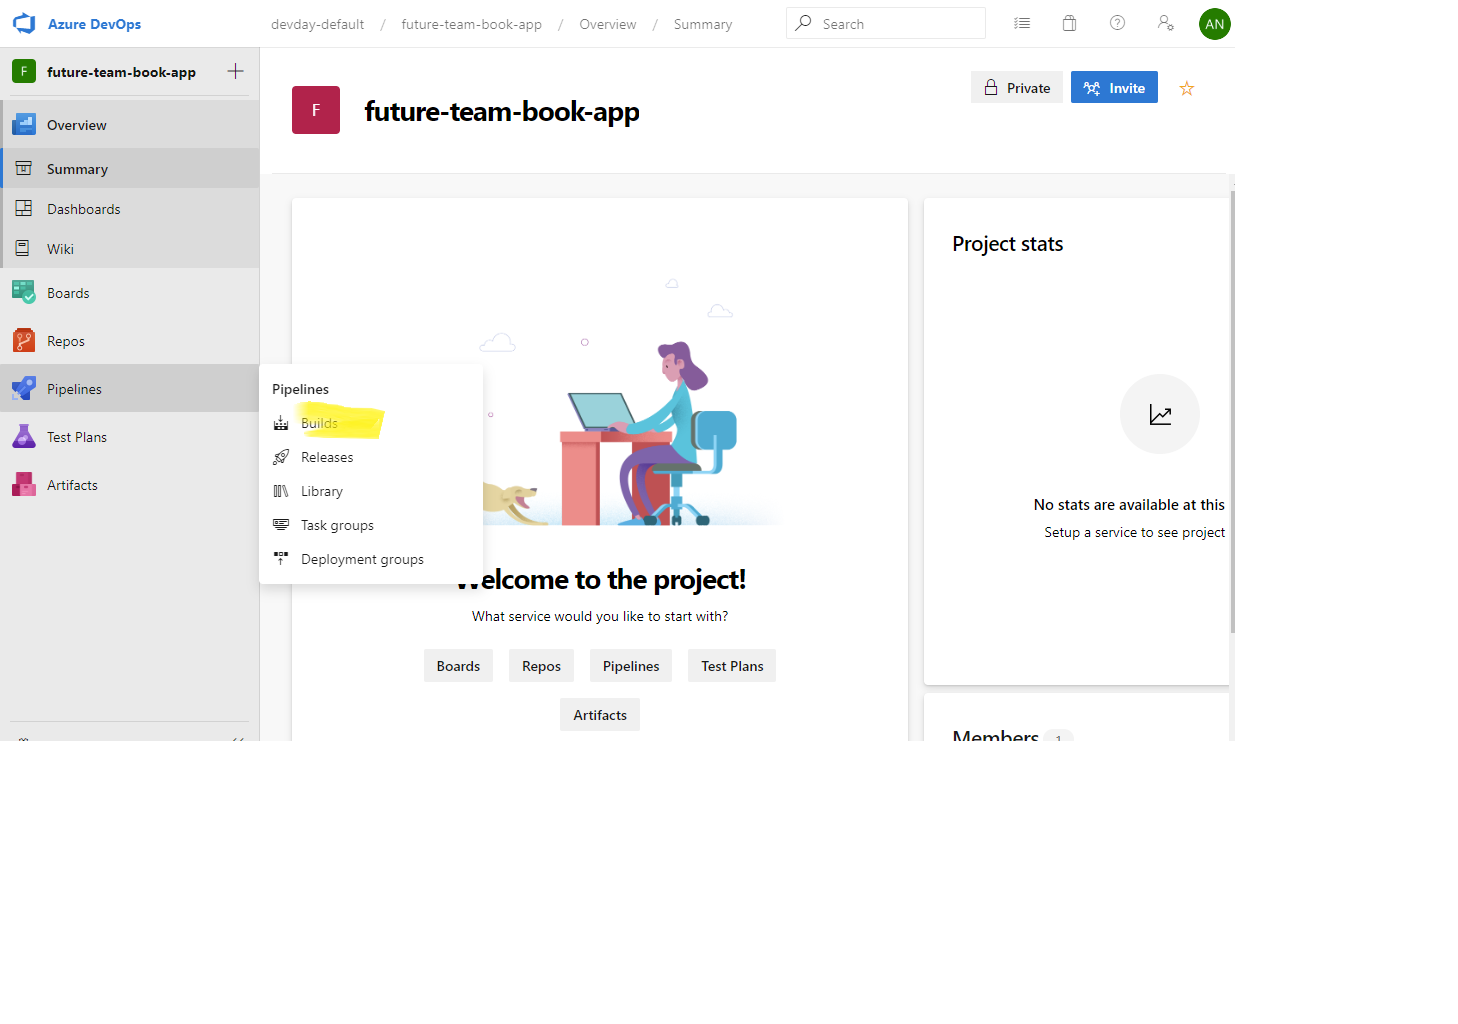 Azure DevOps
devday-default / future-team-book-app / Overview / Summary
Search
AN
F
future-team-book-app
Overview
Summary
Dashboards
Wiki
Boards
Repos
Pipelines
Test Plans
Artifacts
Pipelines
Builds
Releases
Library
Task groups
Deployment groups
F
future-team-book-app
Private
Invite
Welcome to the project!
What service would you like to start with?
Boards
Repos
Pipelines
Test Plans
Artifacts
Project stats
No stats are available at this
Setup a service to see project
Members 1